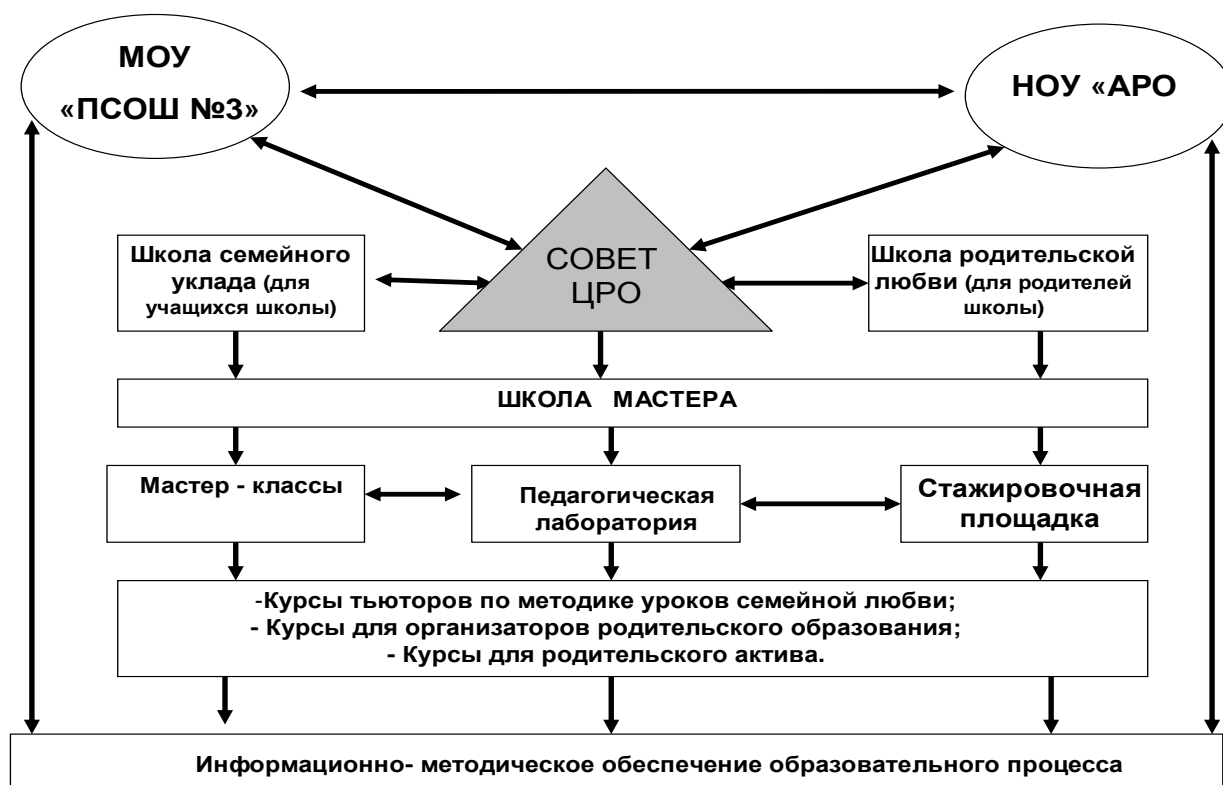 МОУ
«ПСОШ №3»
НОУ «АРО
СОВЕТ
ЦРО
Школа семейного
уклада (для
учащихся школы)
Школа родительской
любви (для родителей
школы)
ШКОЛА МАСТЕРА
Мастер - классы
Педагогическая
лаборатория
Стажировочная
площадка
-Курсы тьюторов по методике уроков семейной любви;
- Курсы для организаторов родительского образования;
- Курсы для родительского актива.
Информационно- методическое обеспечение образовательного процесса